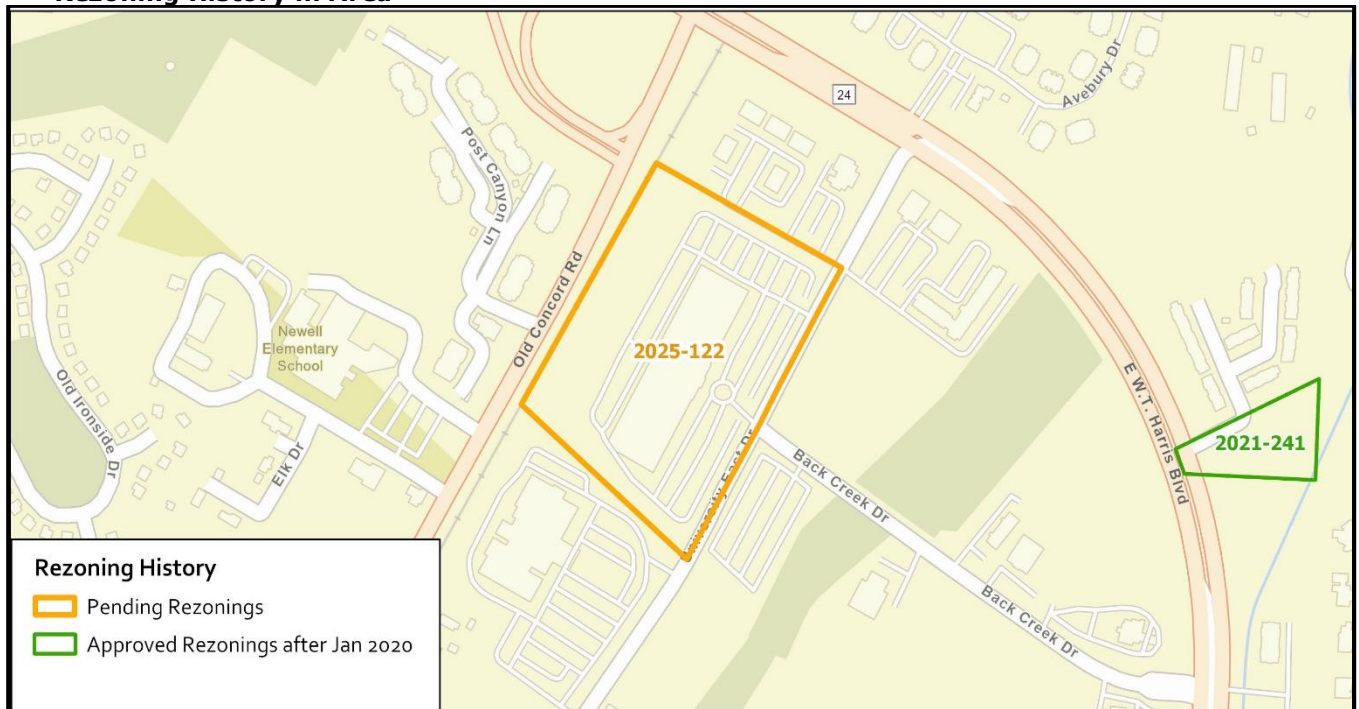 Rezoning History in Area
24
Avebury Dr
Post Canyon Ln
Old Concord Rd
Newell
Elementary
School
2025-122
Old Ironside Dr
Elk Dr
University East Dr
Back Creek Dr
E W.T. Harris Blvd
2021-241
Back Creek Dr
Rezoning History
Pending Rezonings
Approved Rezonings after Jan 2020